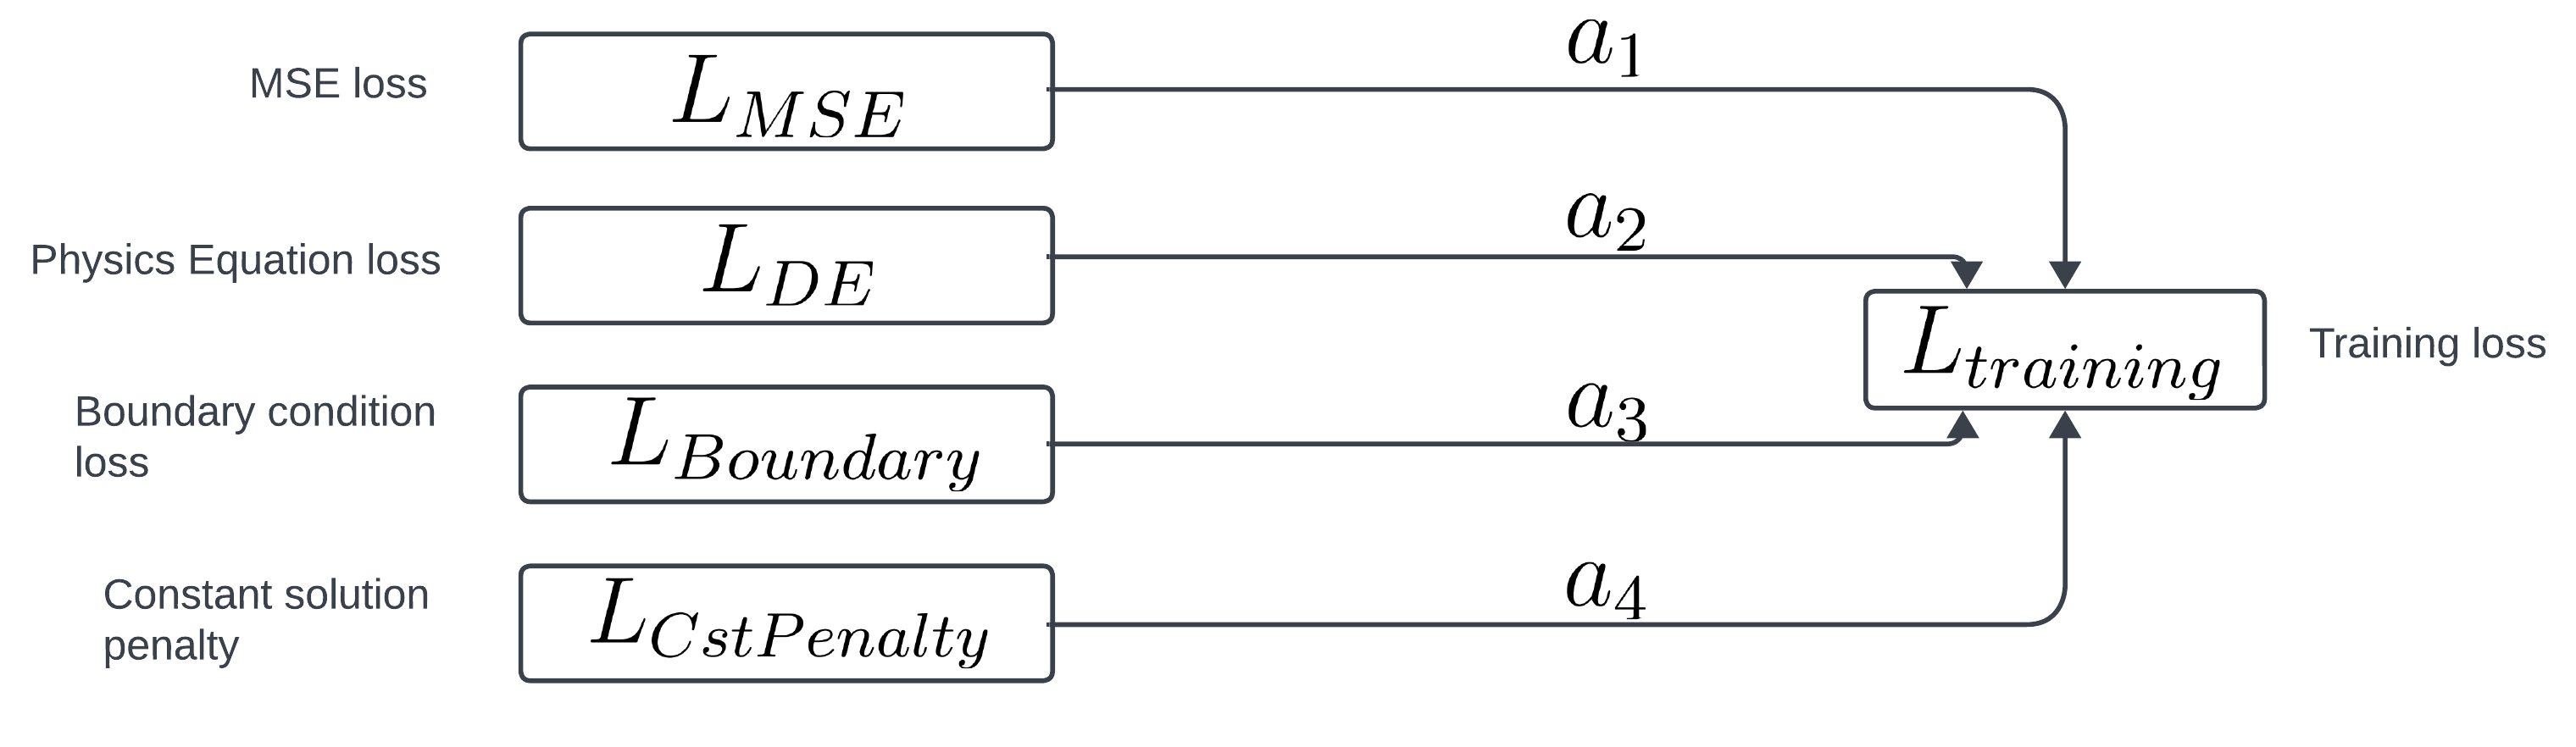 MSE loss
L_{MSE}
a_1
Physics Equation loss
L_{DE}
a_2
Boundary condition
loss
L_{Boundary}
a_3
Constant solution
penalty
L_{CstPenalty}
a_4
L_{training}
Training loss